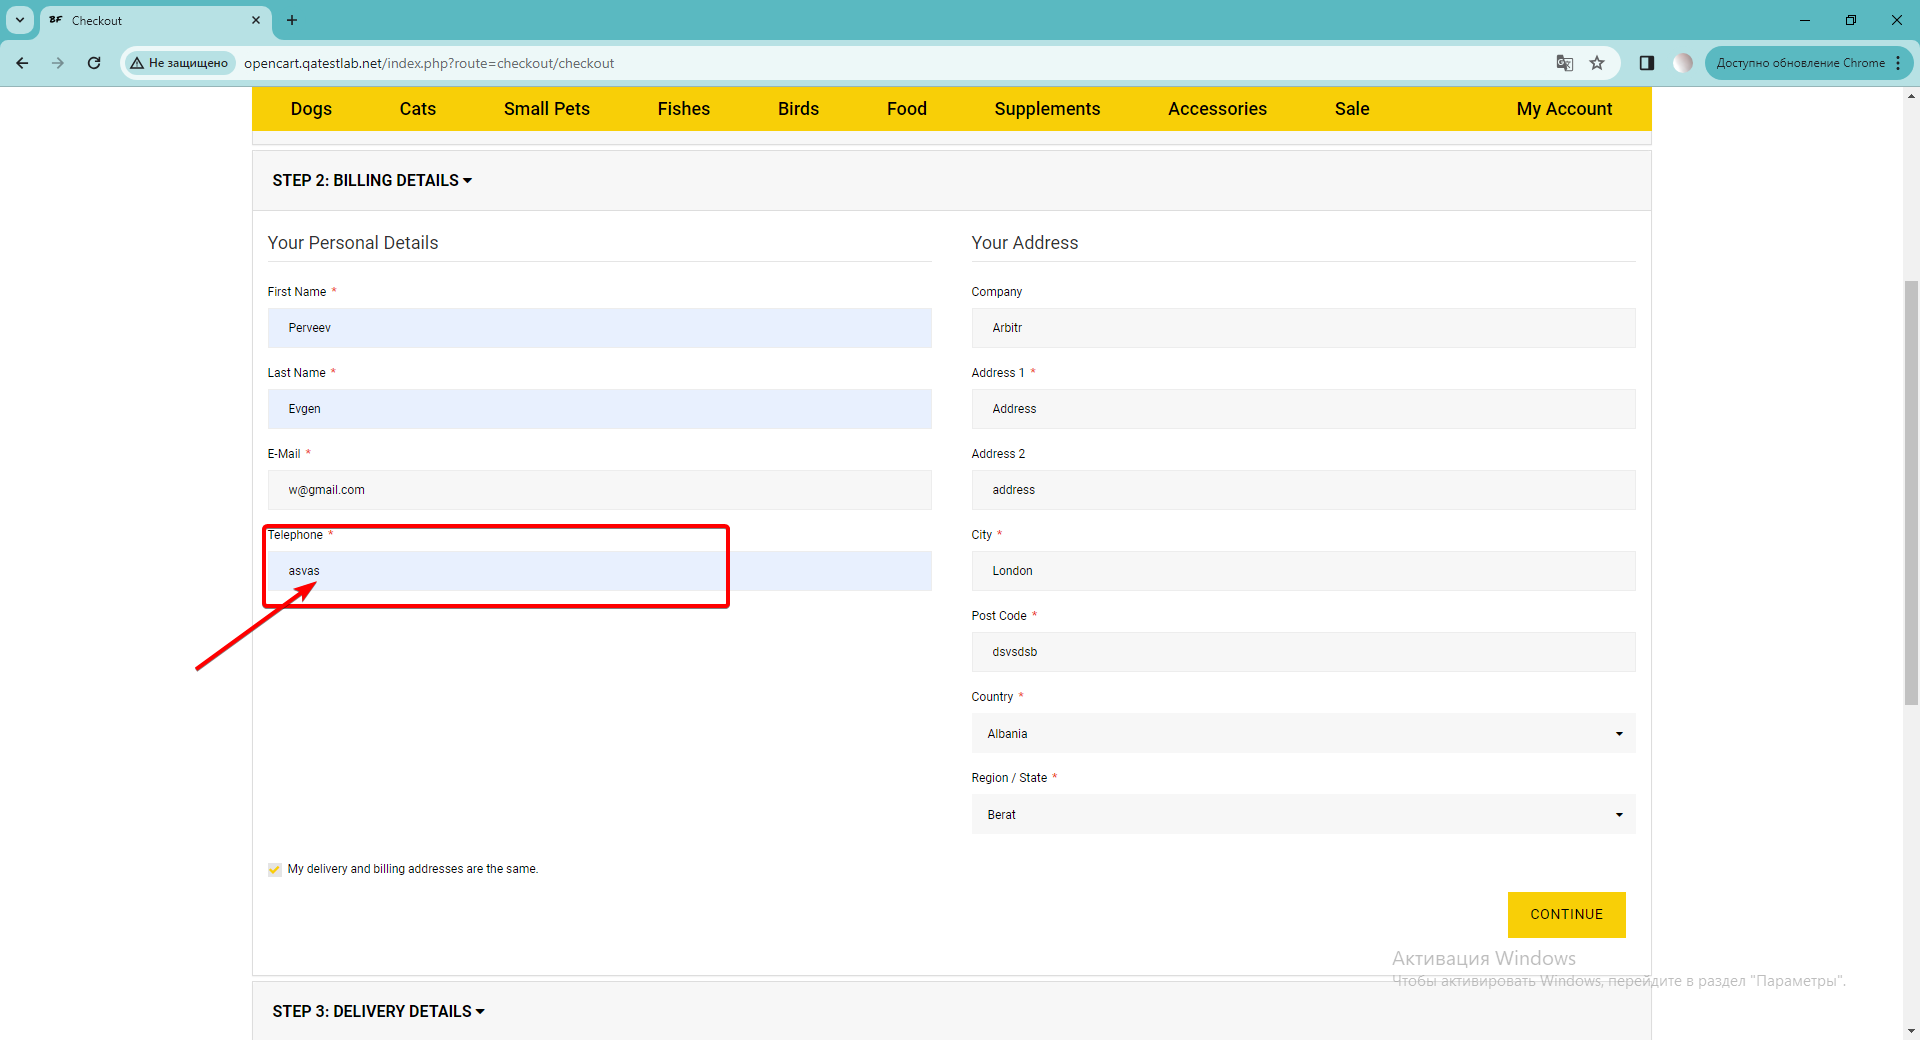 BF Checkout
Не защищено opencart.qatestlab.net/index.php?route=checkout/checkout Доступно обновление Chrome
Dogs Cats Small Pets Fishes Birds Food Supplements Accessories Sale My Account
STEP 2: BILLING DETAILS
Your Personal Details
First Name *
Perveev
Last Name *
Evgen
E-Mail *
w@gmail.com
Telephone *
asvas
Your Address
Company
Arbitr
Address 1 *
Address
Address 2
address
City *
London
Post Code *
dsvsdsb
Country *
Albania
Region / State *
Berat
My delivery and billing addresses are the same.
CONTINUE
Активация Windows
Чтобы активировать Windows, перейдите в раздел "Параметры".
STEP 3: DELIVERY DETAILS